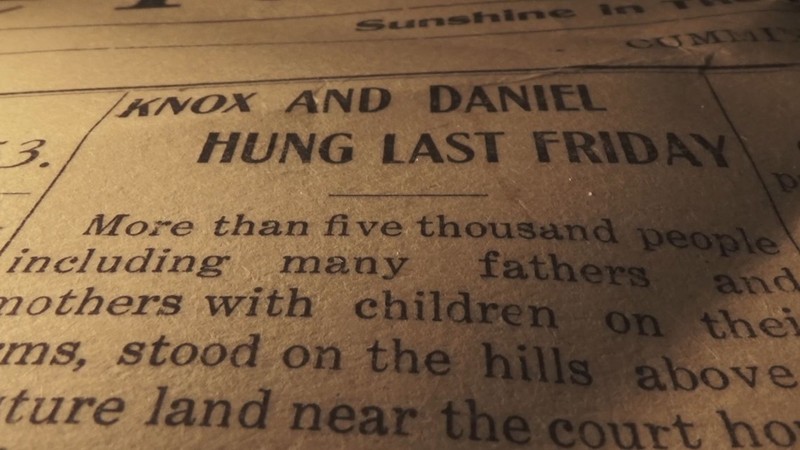 Sunshine in
KNOX AND DANIEL
HUNG LAST FRIDAY
3.
More than five thousand people
including many fathers and
mothers with children on
stood on the hills above
land near the court